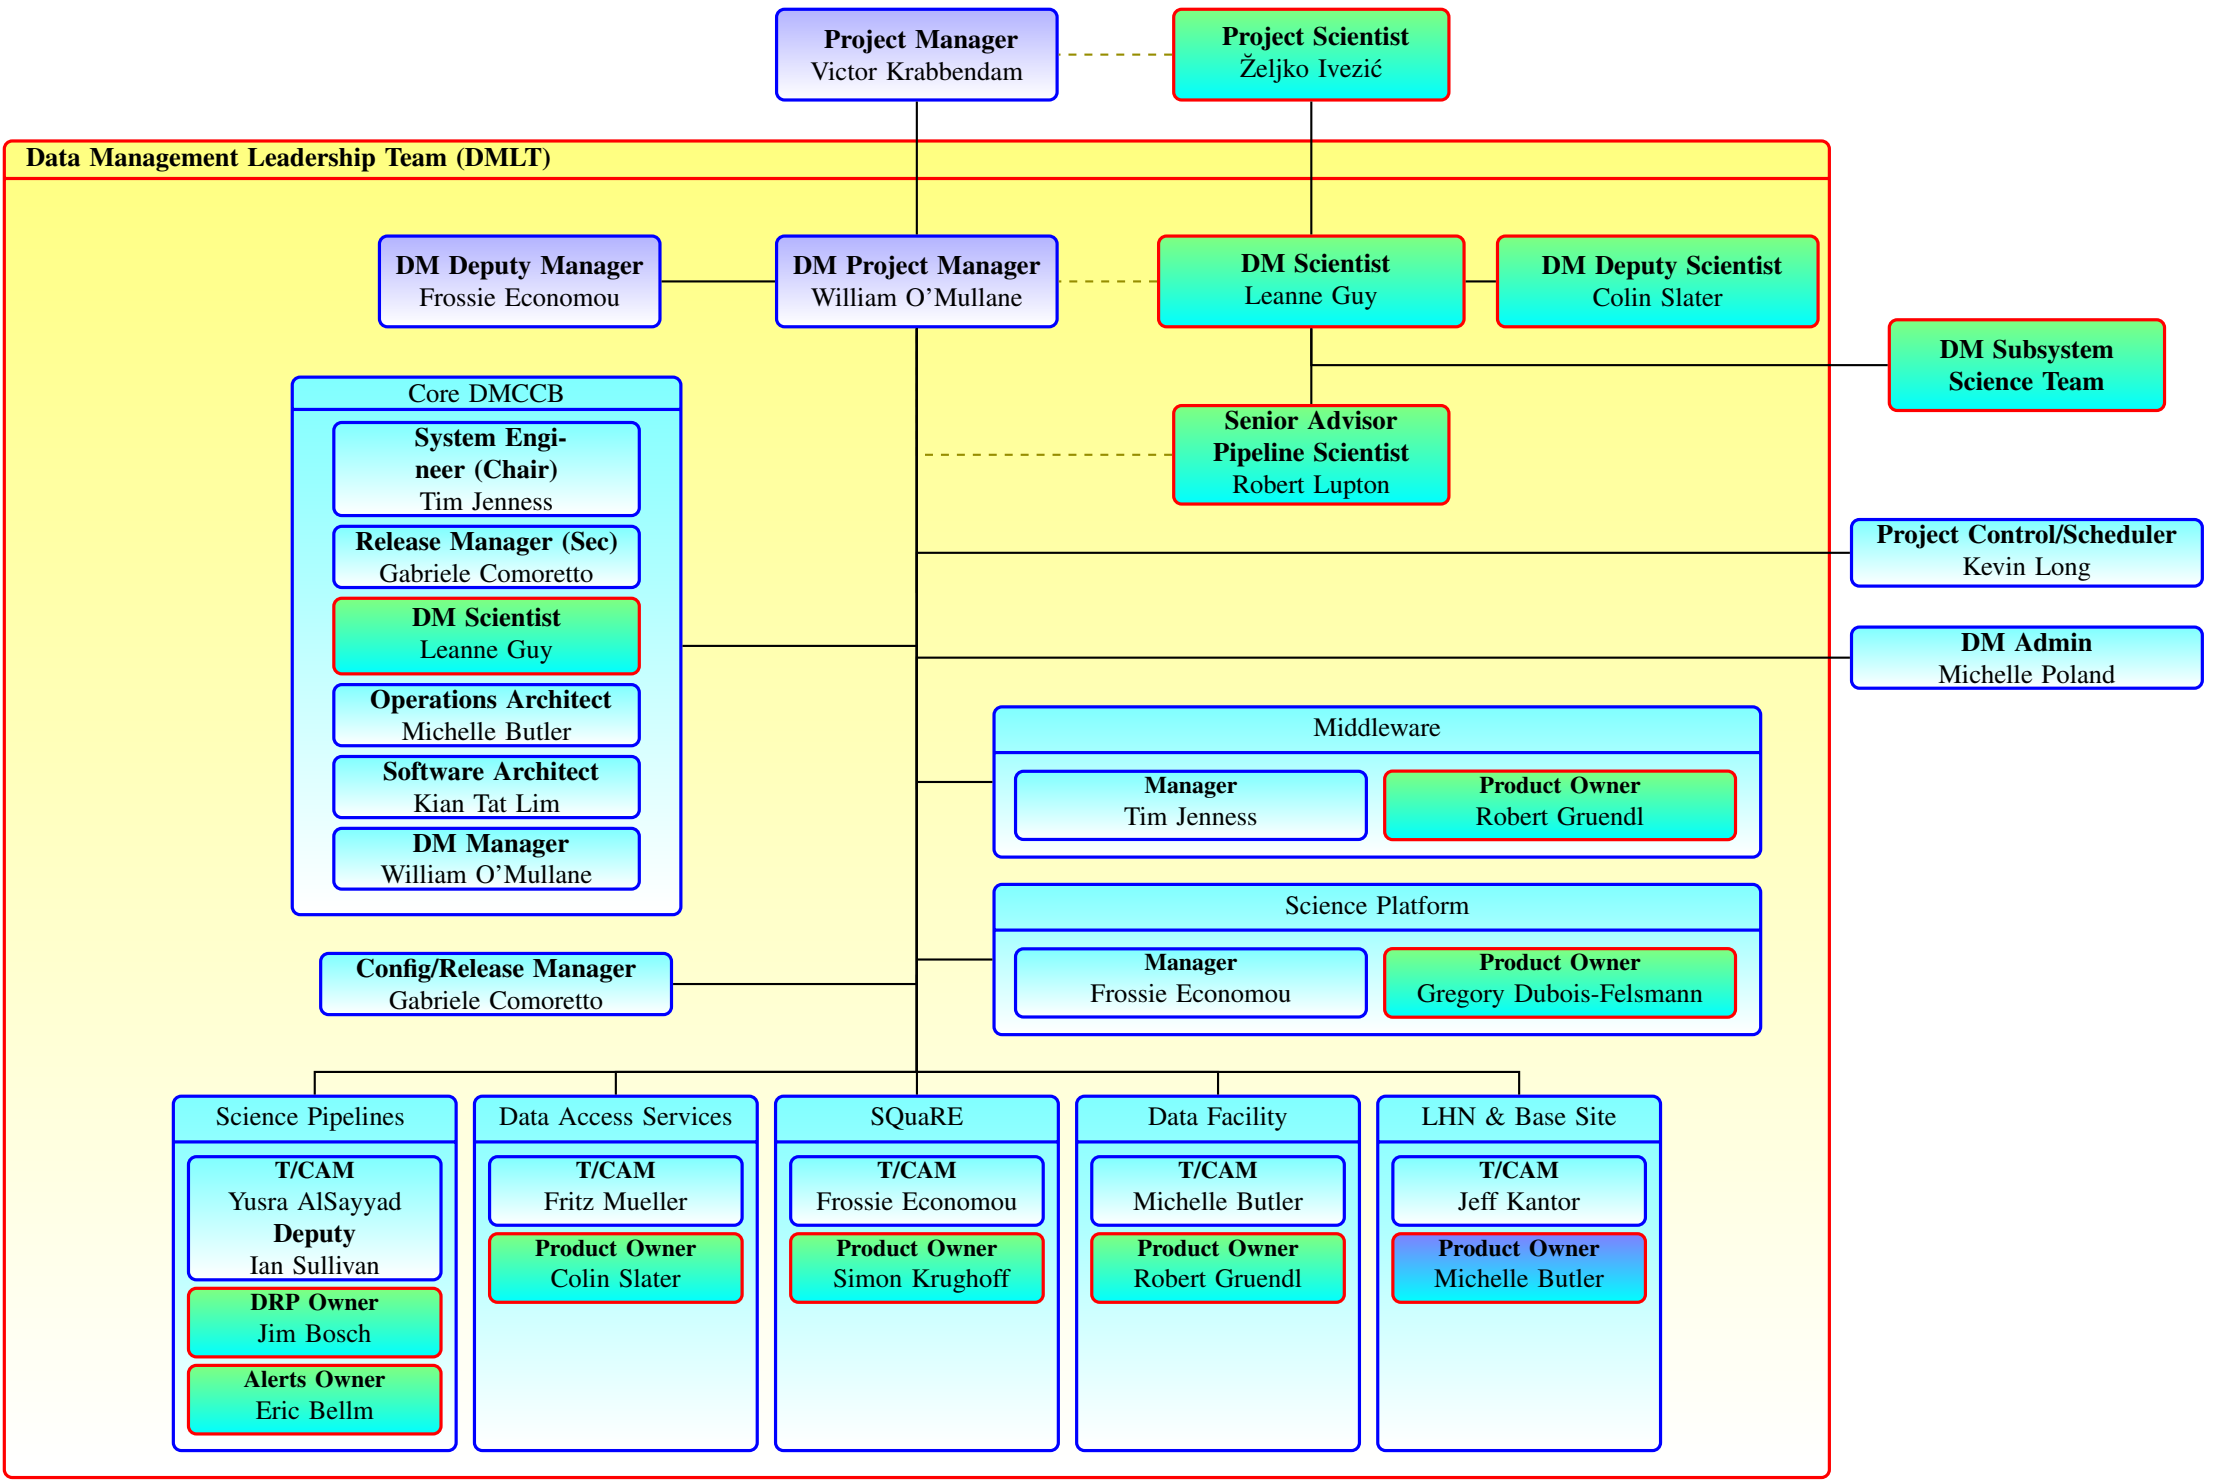 Project Manager
Victor Krabbendam
Project Scientist
Željko Ivezić
Data Management Leadership Team (DMLT)
DM Deputy Manager
Frossie Economou
DM Project Manager
William O’Mullane
DM Scientist
Leanne Guy
DM Deputy Scientist
Colin Slater
DM Subsystem
Science Team
Senior Advisor
Pipeline Scientist
Robert Lupton
Core DMCCB
System Engi-
neer (Chair)
Tim Jenness
Release Manager (Sec)
Gabriele Comoretto
DM Scientist
Leanne Guy
Operations Architect
Michelle Butler
Software Architect
Kian Tat Lim
DM Manager
William O’Mullane
Project Control/Scheduler
Kevin Long
DM Admin
Michelle Poland
Middleware
Manager
Tim Jenness
Product Owner
Robert Gruendl
Science Platform
Manager
Frossie Economou
Product Owner
Gregory Dubois-Felsmann
Config/Release Manager
Gabriele Comoretto
Science Pipelines
T/CAM
Yusra AlSayyad
Deputy
Ian Sullivan
DRP Owner
Jim Bosch
Alerts Owner
Eric Bellm
Data Access Services
T/CAM
Fritz Mueller
Product Owner
Colin Slater
SQuaRE
T/CAM
Frossie Economou
Product Owner
Simon Krughoff
Data Facility
T/CAM
Michelle Butler
Product Owner
Robert Gruendl
LHN & Base Site
T/CAM
Jeff Kantor
Product Owner
Michelle Butler